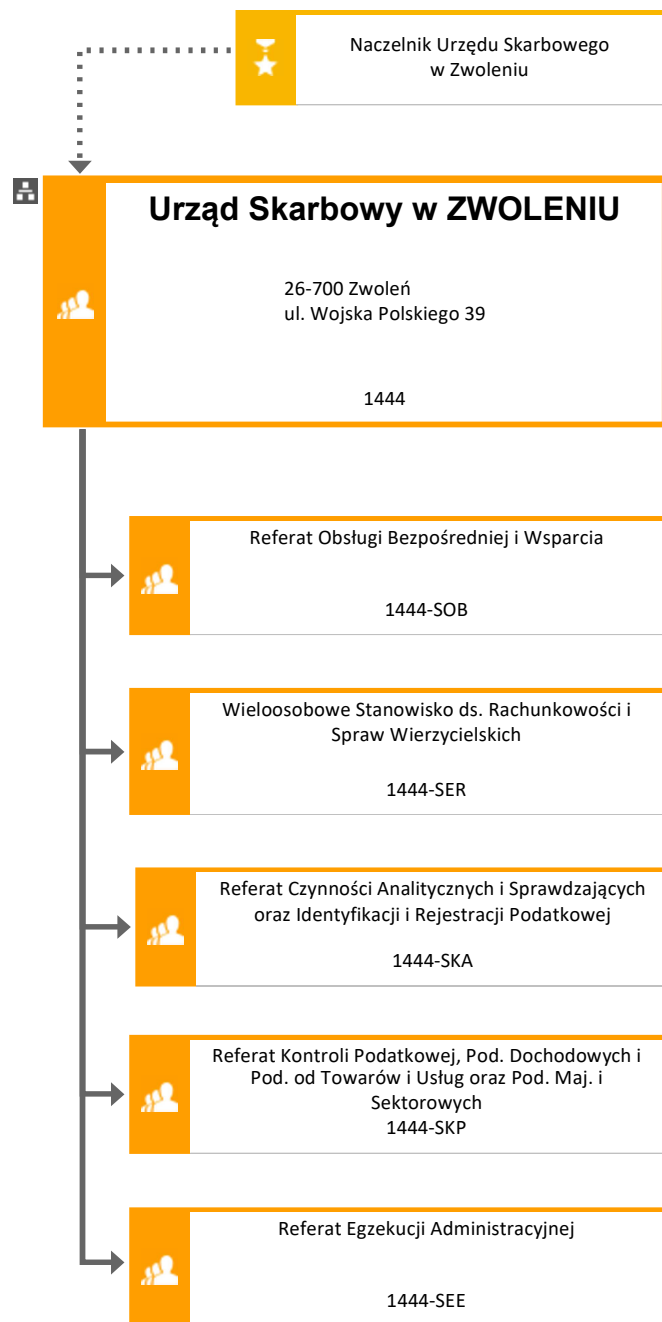 Naczelnik Urzędu Skarbowego
w Zwoleniu
Urząd Skarbowy w ZWOLENIU
26-700 Zwoleń
ul. Wojska Polskiego 39
1444
Referat Obsługi Bezpośredniej i Wsparcia
1444-SOB
Wieloosobowe Stanowisko ds. Rachunkowości i
Spraw Wierzycielskich
1444-SER
Referat Czynności Analitycznych i Sprawdzających
oraz Identyfikacji i Rejestracji Podatkowej
1444-SKA
Referat Kontroli Podatkowej, Pod. Dochodowych i
Pod. od Towarów i Usług oraz Pod. Maj. i
Sektorowych
1444-SKP
Referat Egzekucji Administracyjnej
1444-SEE